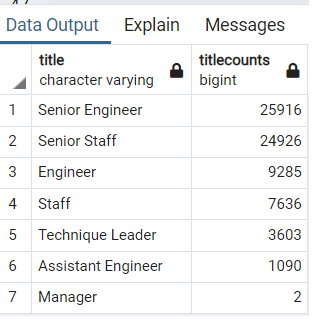 Data Output Explain Messages
title titlecounts
character varying bigint
1 Senior Engineer 25916
2 Senior Staff 24926
3 Engineer 9285
4 Staff 7636
5 Technique Leader 3603
6 Assistant Engineer 1090
7 Manager 2